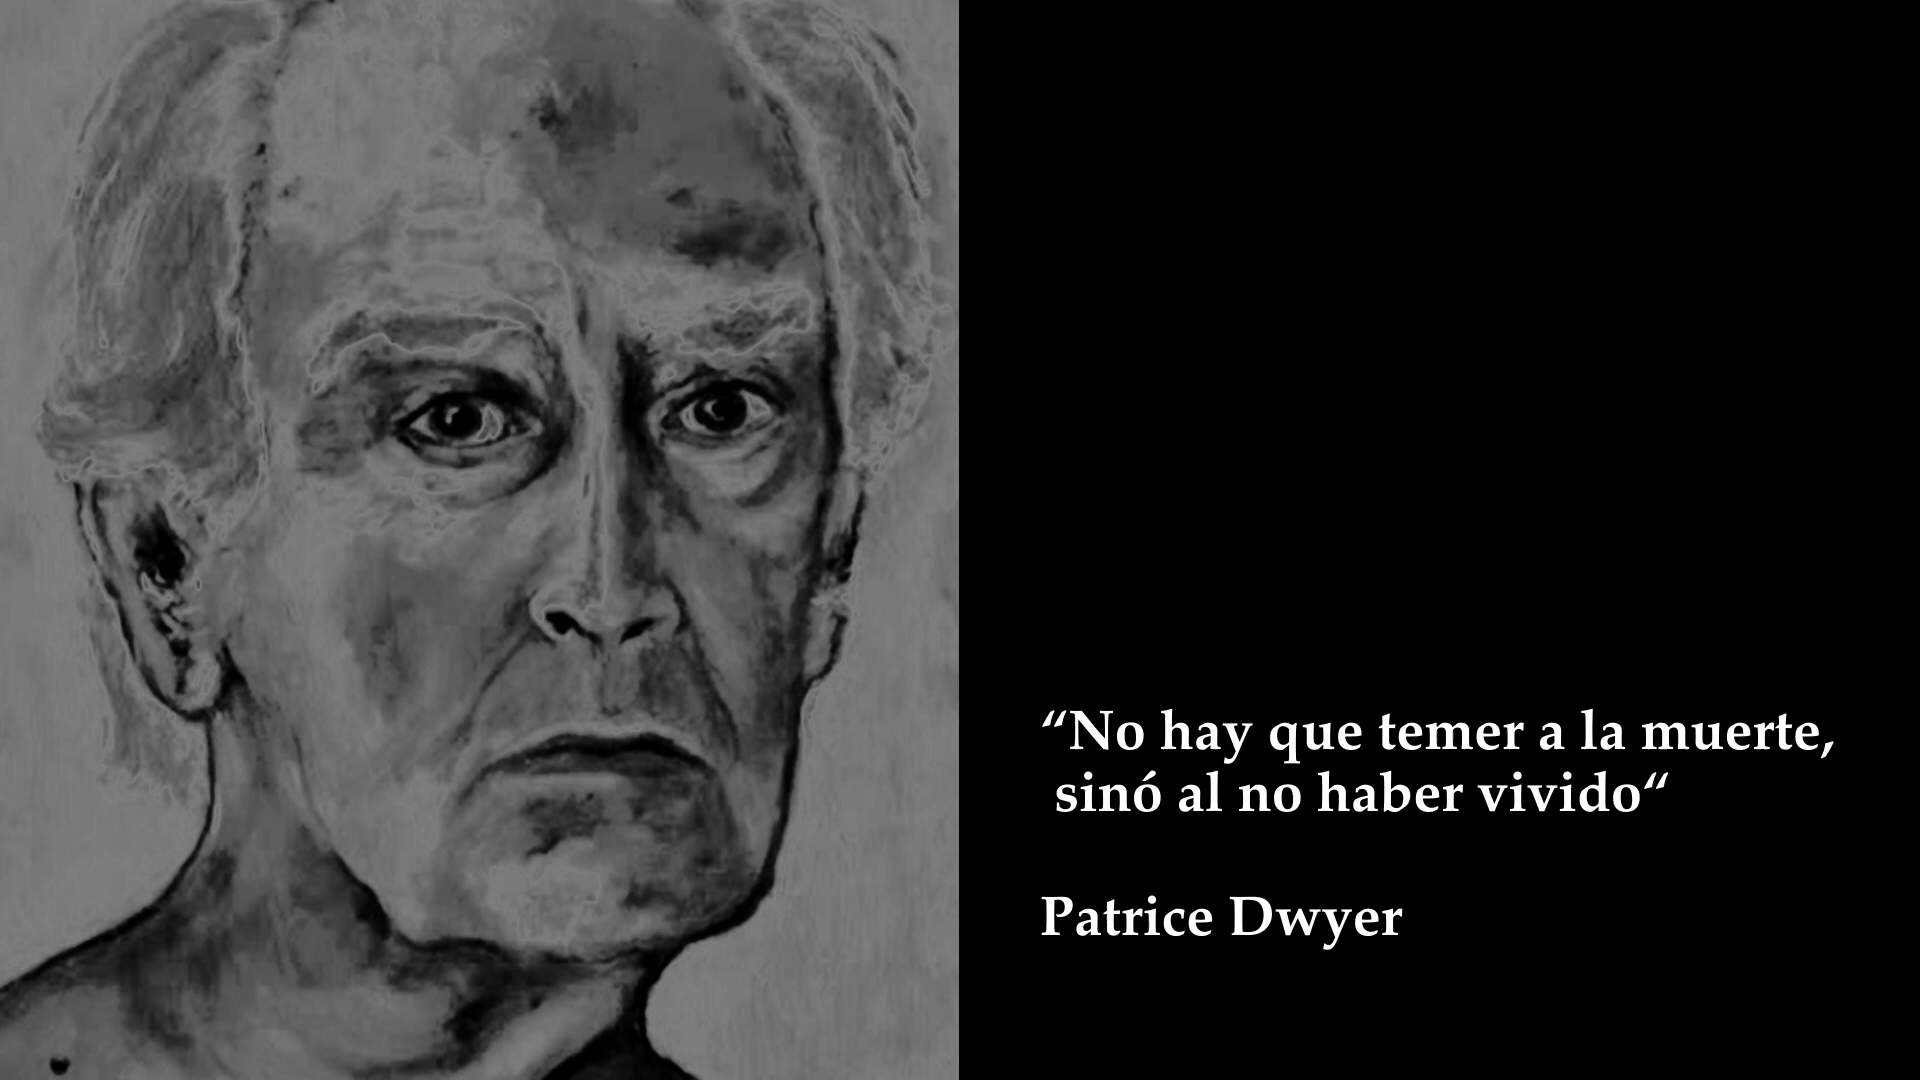 “No hay que temer a la muerte,
sinó al no haber vivido“
Patrice Dwyer